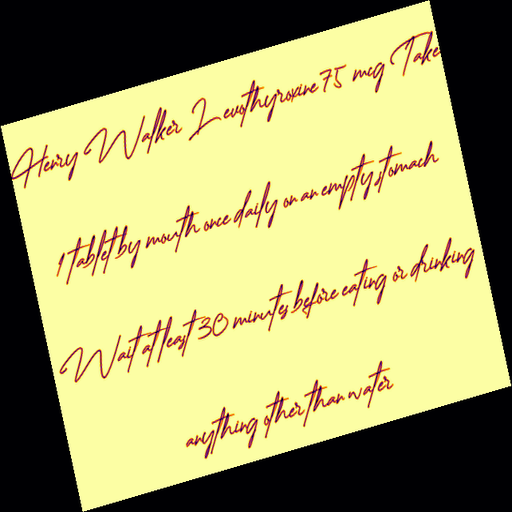 Henry Walker Levothyroxine 75 mcg Take
1 tablet by mouth once daily on an empty stomach
Wait at least 30 minutes before eating or drinking
anything other than water